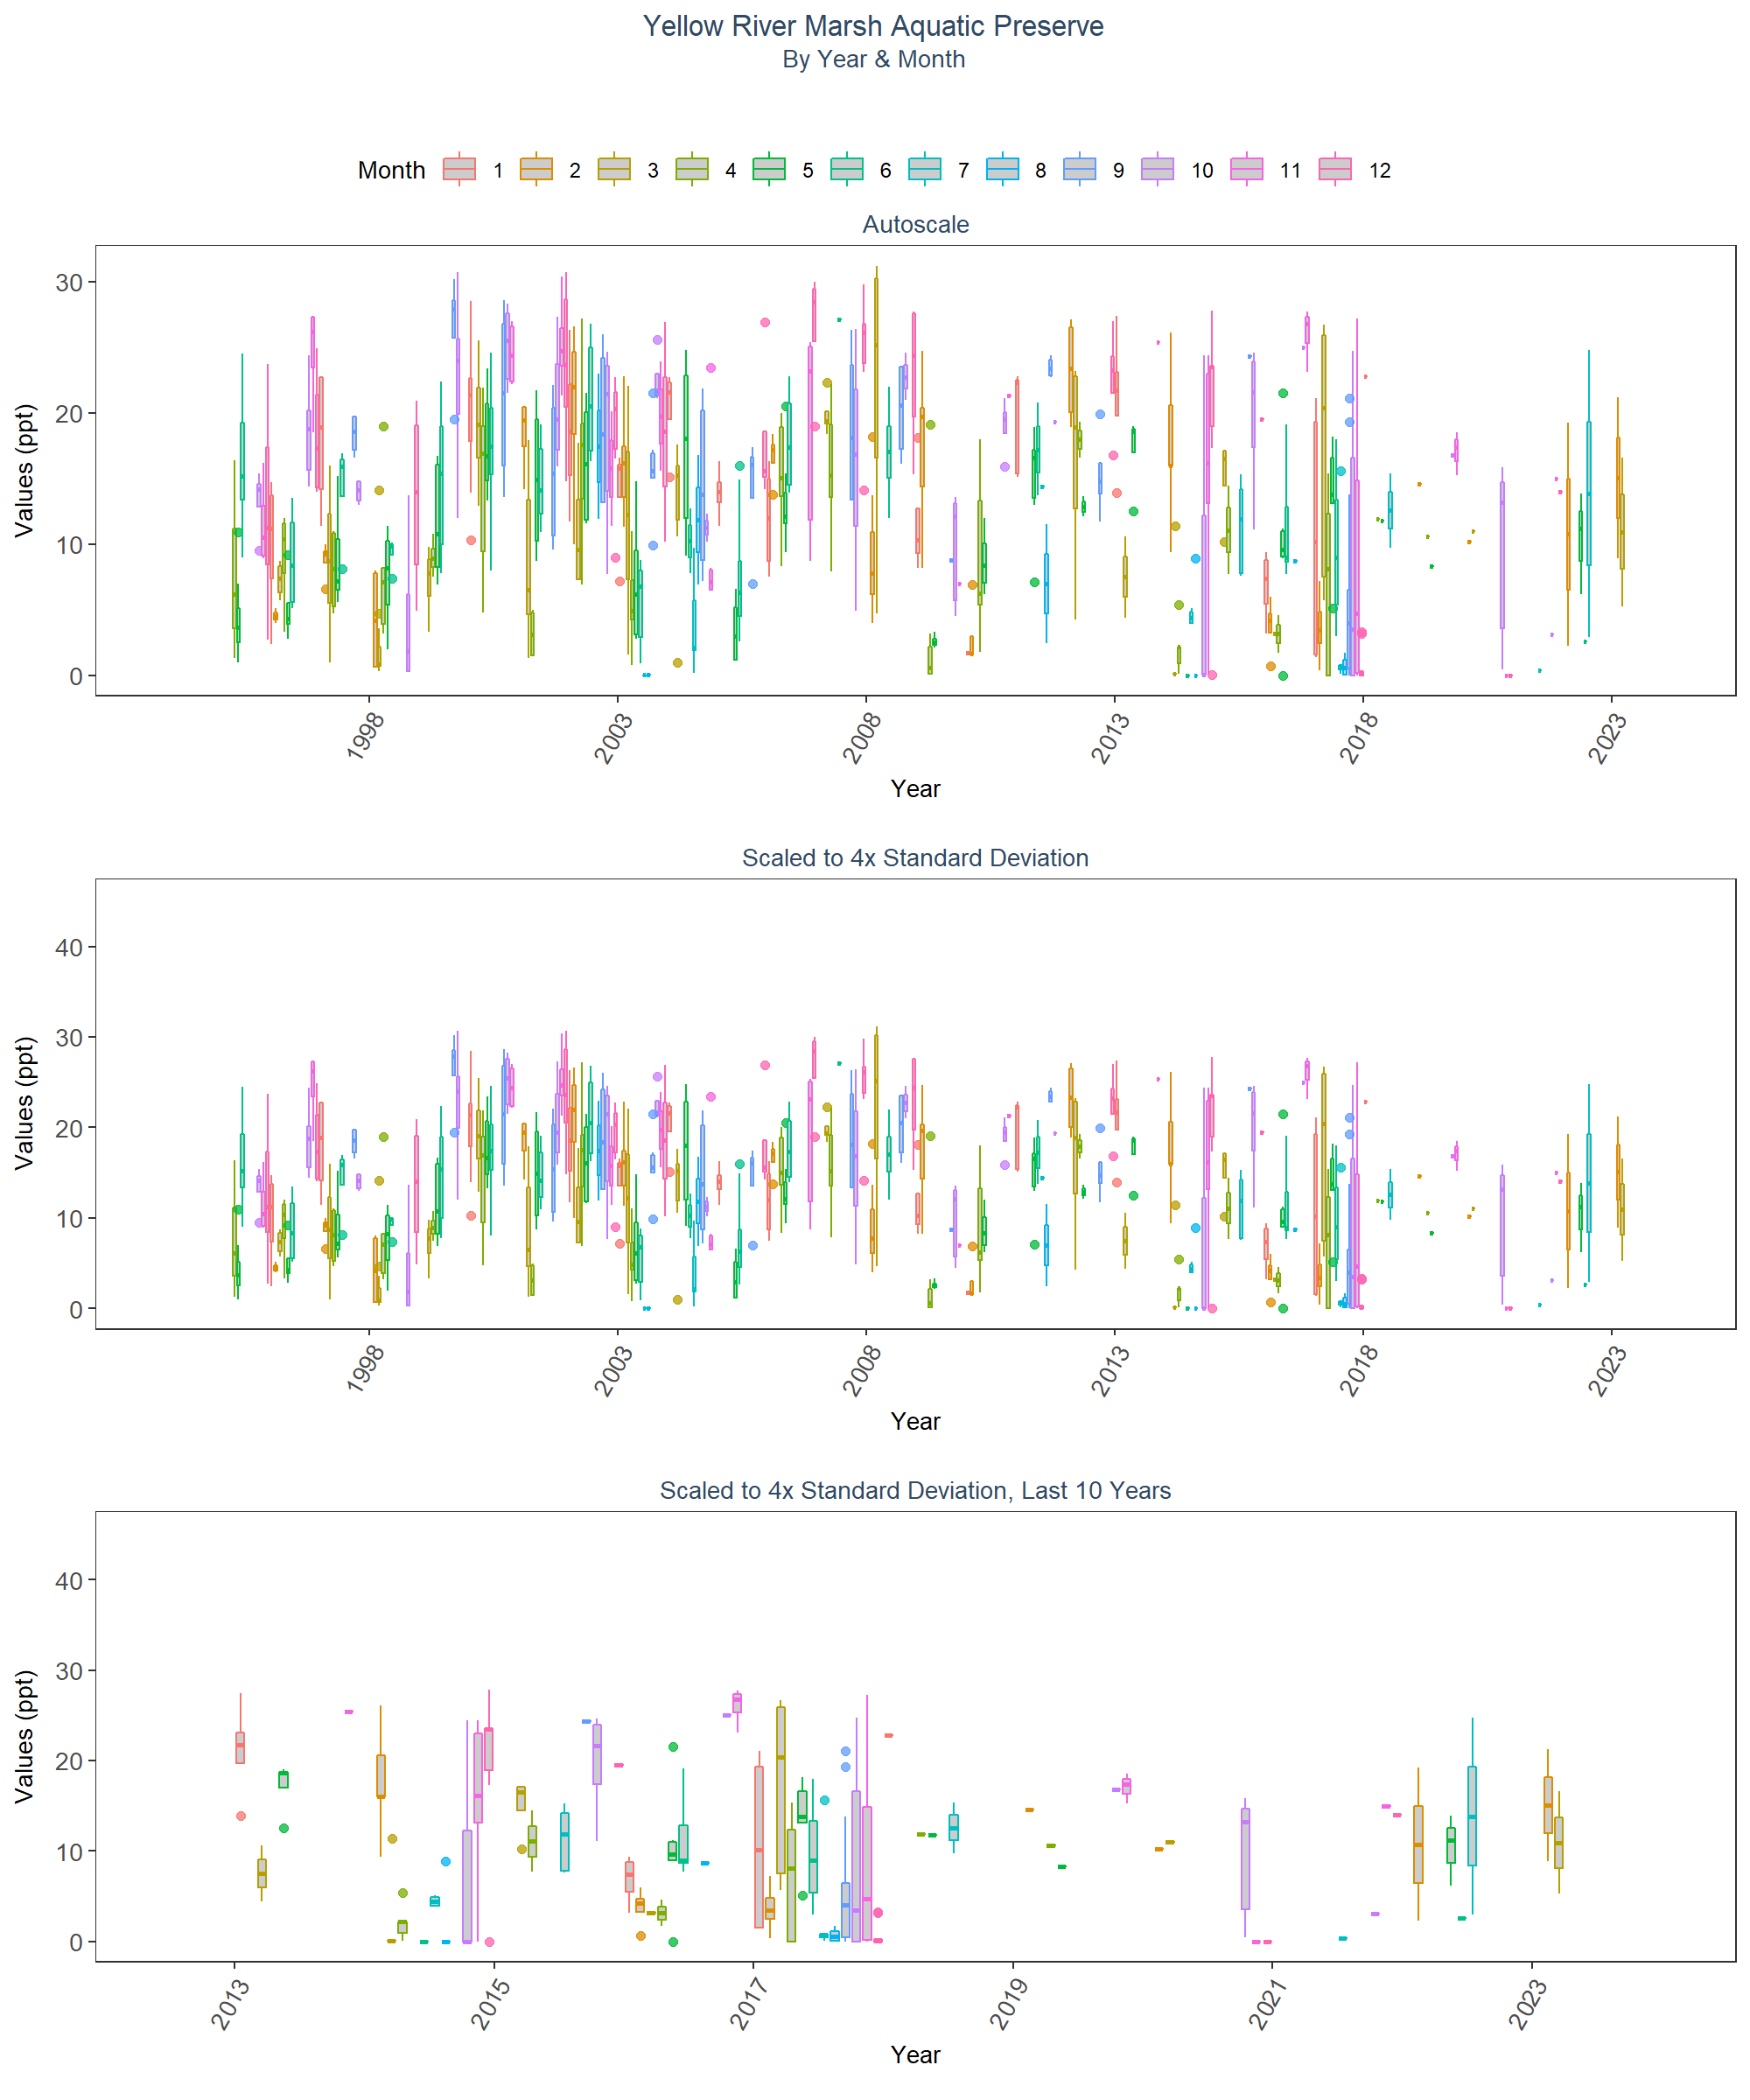 Yellow River Marsh Aquatic Preserve
By Year & Month
Month 1 2 3 4 5 6 7 8 9 10 11 12
Autoscale
Values (ppt)
30
20
10
0
1998 2003 2008 2013 2018 2023
Year
Scaled to 4x Standard Deviation
Values (ppt)
40
30
20
10
0
1998 2003 2008 2013 2018 2023
Year
Scaled to 4x Standard Deviation, Last 10 Years
Values (ppt)
40
30
20
10
0
2013 2015 2017 2019 2021 2023
Year